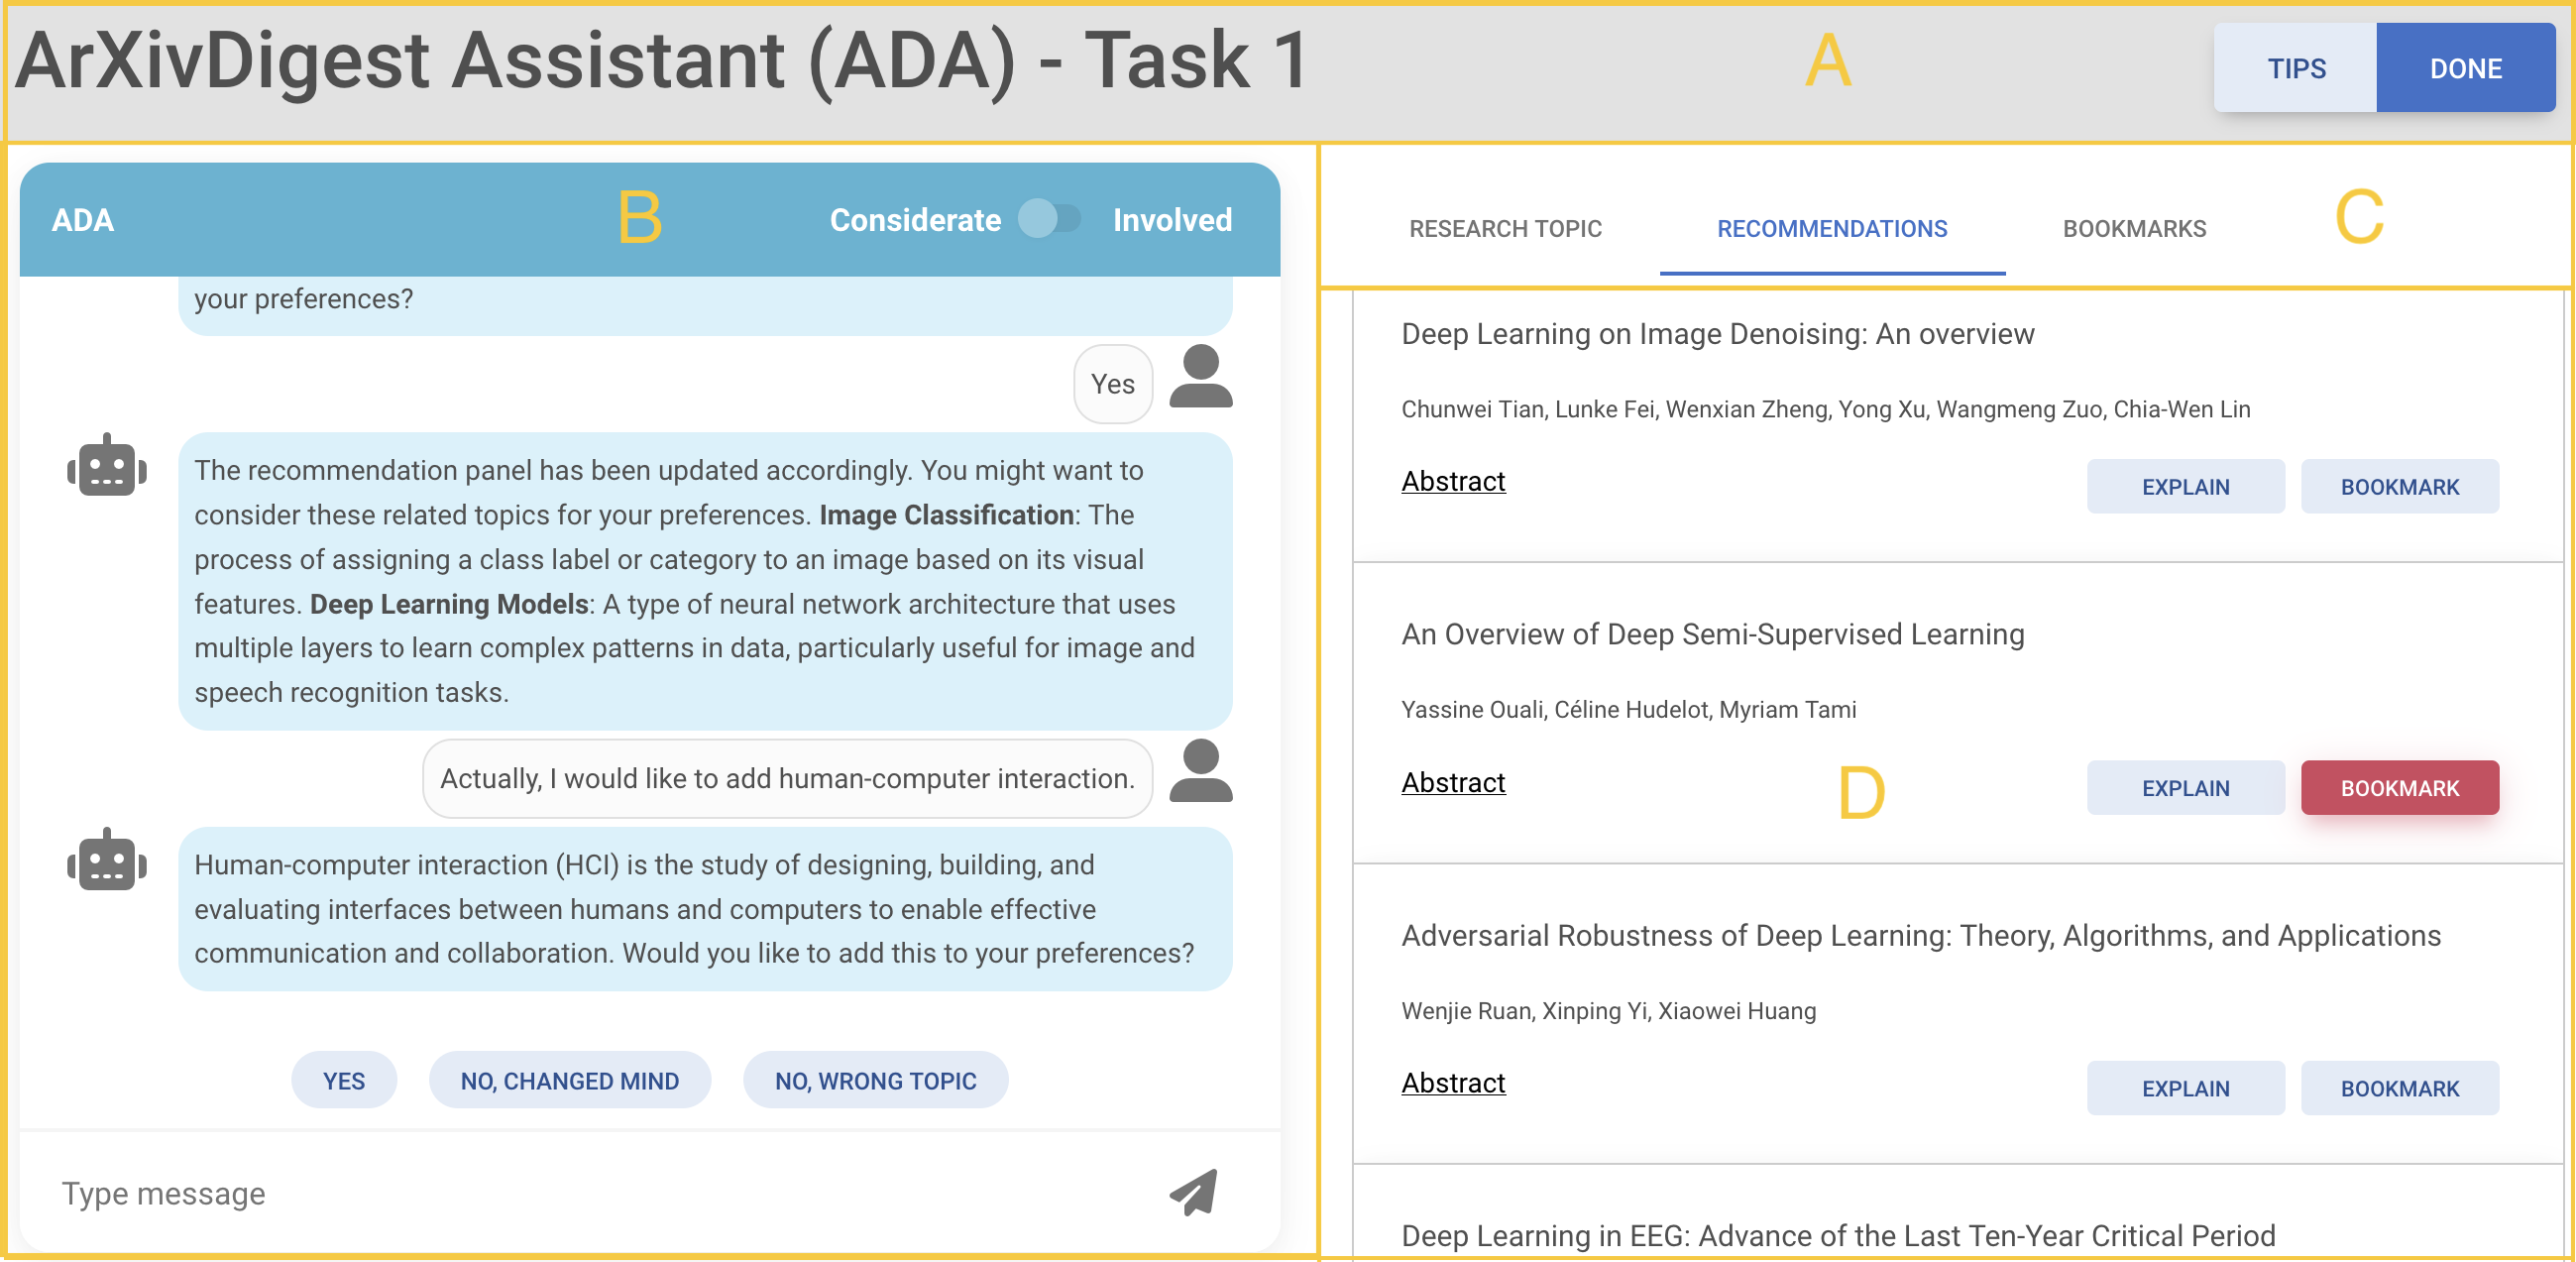 ArXivDigest Assistant (ADA) - Task 1
A
TIPS
DONE
ADA
B
Considerate
Involved
your preferences?
Yes
The recommendation panel has been updated accordingly. You might want to
consider these related topics for your preferences. Image Classification: The
process of assigning a class label or category to an image based on its visual
features. Deep Learning Models: A type of neural network architecture that uses
multiple layers to learn complex patterns in data, particularly useful for image and
speech recognition tasks.
Actually, I would like to add human-computer interaction.
Human-computer interaction (HCI) is the study of designing, building, and
evaluating interfaces between humans and computers to enable effective
communication and collaboration. Would you like to add this to your preferences?
YES
NO, CHANGED MIND
NO, WRONG TOPIC
Type message
RESEARCH TOPIC
RECOMMENDATIONS
BOOKMARKS
C
Deep Learning on Image Denoising: An overview
Chunwei Tian, Lunke Fei, Wenxian Zheng, Yong Xu, Wangmeng Zuo, Chia-Wen Lin
Abstract
EXPLAIN
BOOKMARK
An Overview of Deep Semi-Supervised Learning
Yassine Ouali, Céline Hudelot, Myriam Tami
Abstract
D
EXPLAIN
BOOKMARK
Adversarial Robustness of Deep Learning: Theory, Algorithms, and Applications
Wenjie Ruan, Xinping Yi, Xiaowei Huang
Abstract
EXPLAIN
BOOKMARK
Deep Learning in EEG: Advance of the Last Ten-Year Critical Period